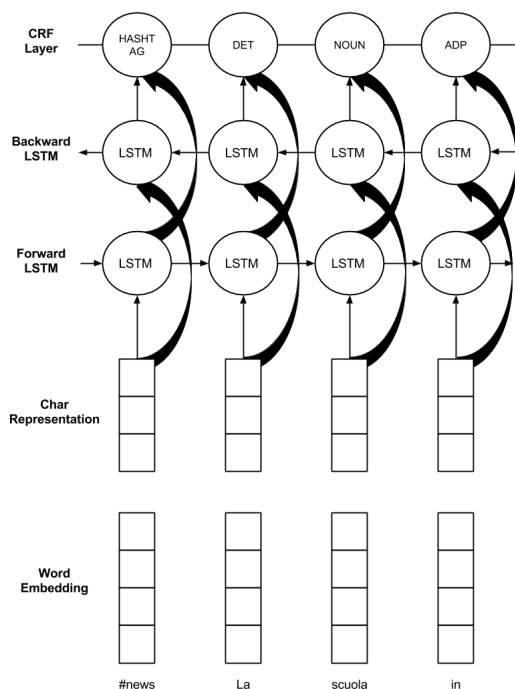 CRF
Layer
HASHT
AG
DET
NOUN
ADP
Backward
LSTM
LSTM
LSTM
LSTM
LSTM
Forward
LSTM
LSTM
LSTM
LSTM
LSTM
Char
Representation
Word
Embedding
#news
La
scuola
in